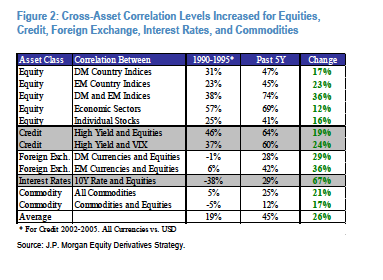 Figure 2: Cross-Asset Correlation Levels Increased for Equities,
Credit, Foreign Exchange, Interest Rates, and Commodities
Asset Class Correlation Between 1990-1995* Past 5Y Change
Equity DM Country Indices 31% 47% 17%
Equity EM Country Indices 23% 45% 23%
Equity DM and EM Indices 38% 74% 36%
Equity Economic Sectors 57% 69% 12%
Equity Individual Stocks 25% 41% 16%
Credit High Yield and Equities 46% 64% 19%
Credit High Yield and VIX 37% 60% 24%
Foreign Exch. DM Currencies and Equities -1% 28% 29%
Foreign Exch. EM Currencies and Equities 6% 42% 36%
Interest Rates 10Y Rate and Equities -38% 29% 67%
Commodity All Commodities 5% 25% 21%
Commodity Commodities and Equities -5% 12% 17%
Average 19% 45% 26%
* For Credit 2002-2005. All Currencies vs. USD
Source: J.P. Morgan Equity Derivatives Strategy.